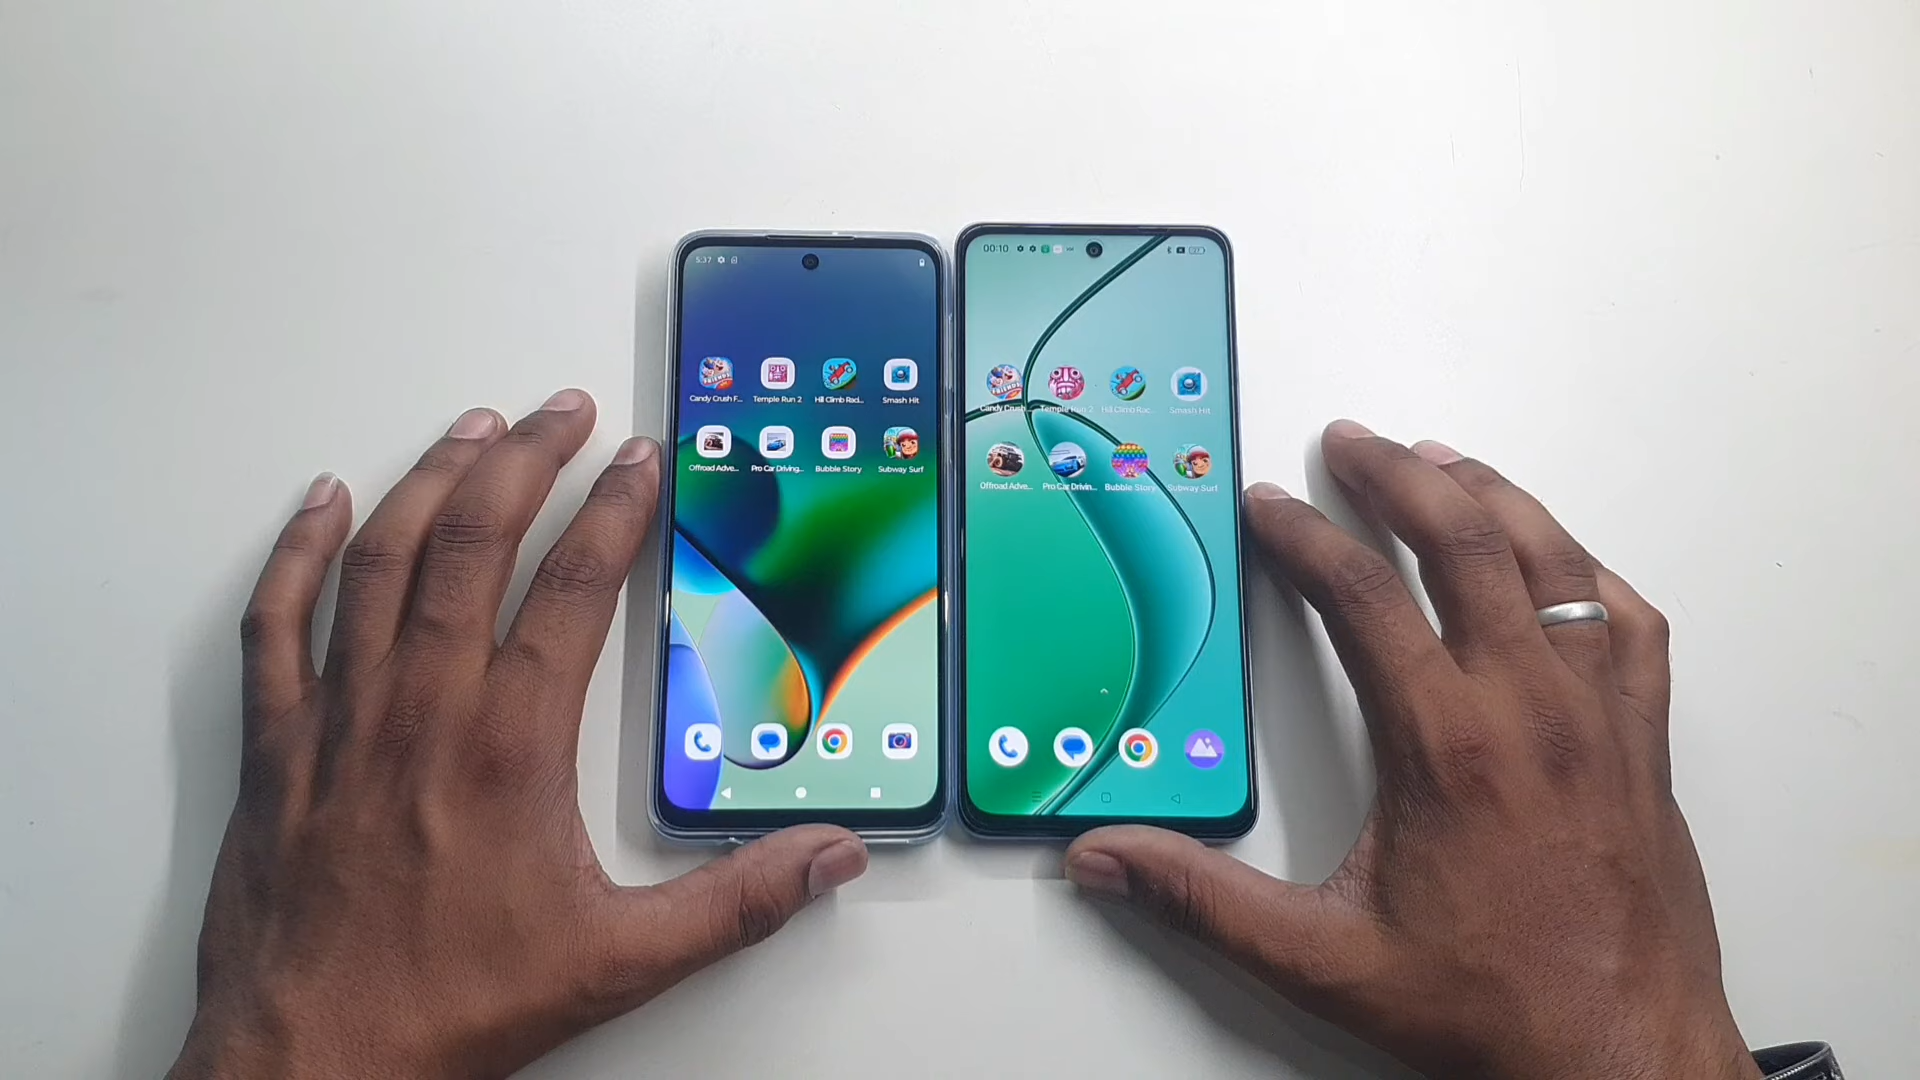 5:37
Candy Crush F...
Temple Run 2
Hill Climb Rac...
Smash Hit
Offroad Adve...
Pro Car Driving...
Bubble Story
Subway Surf
00:10
Candy Crush...
Temple Run 2
Hill Climb Rac...
Smash Hit
Offroad Adve...
Pro Car Drivin...
Bubble Story
Subway Surf